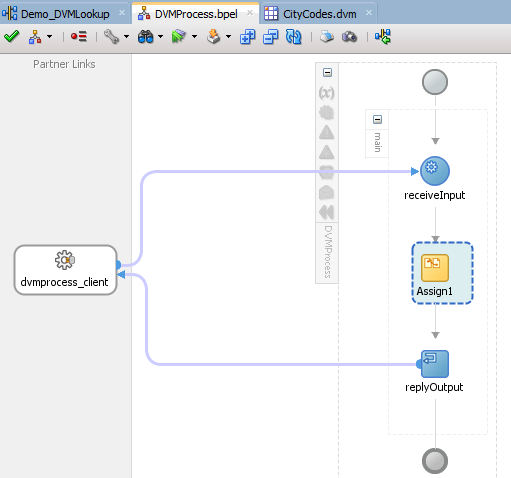 Demo_DVMLookup
DVMProcess.bpel
CityCodes.dvm
Partner Links
(x)
main
receiveInput
DVMProcess
dvmprocess_client
Assign1
replyOutput